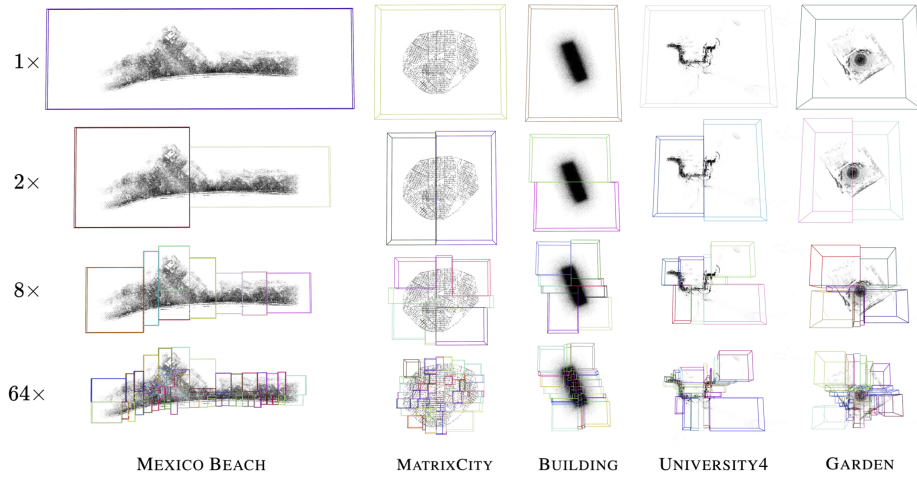 1×
2×
8×
64×
MEXICO BEACH MATRIXCITY BUILDING UNIVERSITY4 GARDEN